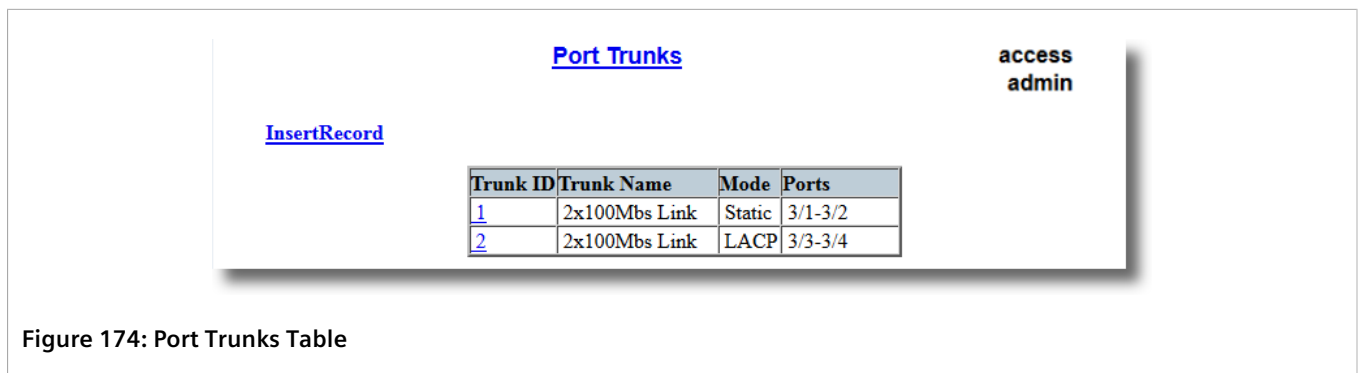 Port Trunks
access
admin
InsertRecord
Trunk ID Trunk Name Mode Ports
1 2x100Mbs Link Static 3/1-3/2
2 2x100Mbs Link LACP 3/3-3/4
Figure 174: Port Trunks Table